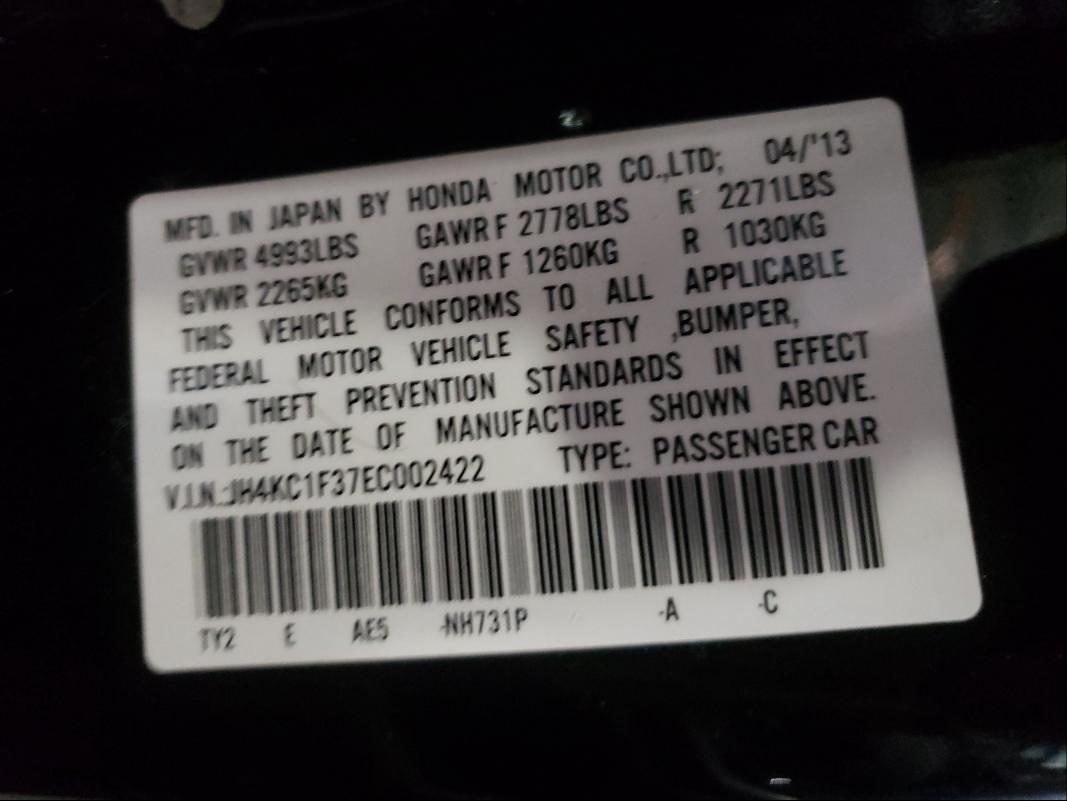 MFD. IN JAPAN BY HONDA MOTOR CO.,LTD; 04/'13
GVWR 4993LBS GAWR F 2778LBS R 2271LBS
GVWR 2265KG GAWR F 1260KG R 1030KG
THIS VEHICLE CONFORMS TO ALL APPLICABLE
FEDERAL MOTOR VEHICLE SAFETY ,BUMPER,
AND THEFT PREVENTION STANDARDS IN EFFECT
ON THE DATE OF MANUFACTURE SHOWN ABOVE.
V.I.N.:JH4KC1F37EC002422 TYPE: PASSENGER CAR
TY2 E AE5 -NH731P -A -C